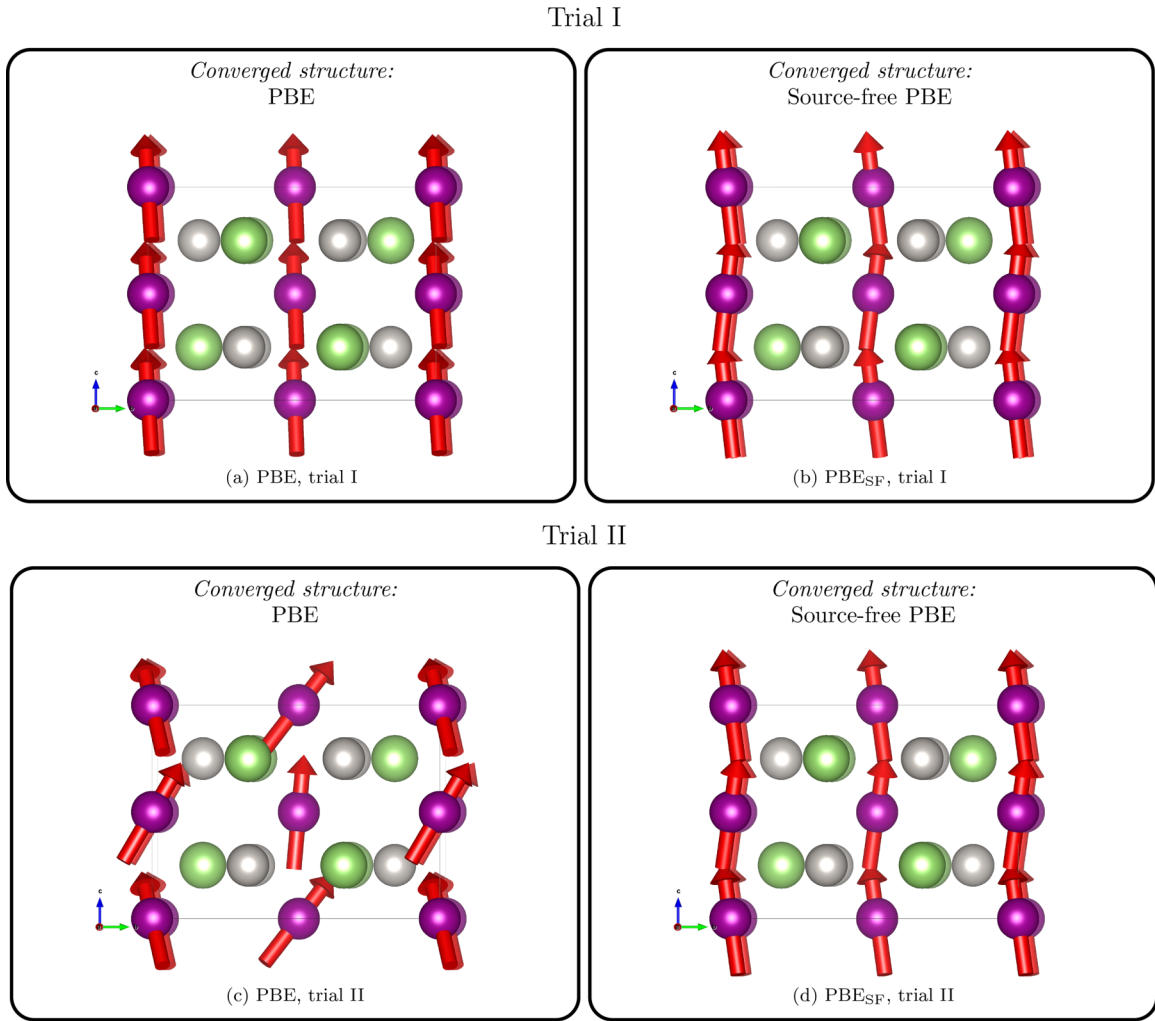 Trial I
Converged structure:
PBE
Converged structure:
Source-free PBE
c
c
(a) PBE, trial I
(b) PBE_SF, trial I
Trial II
Converged structure:
PBE
Converged structure:
Source-free PBE
c
c
(c) PBE, trial II
(d) PBE_SF, trial II